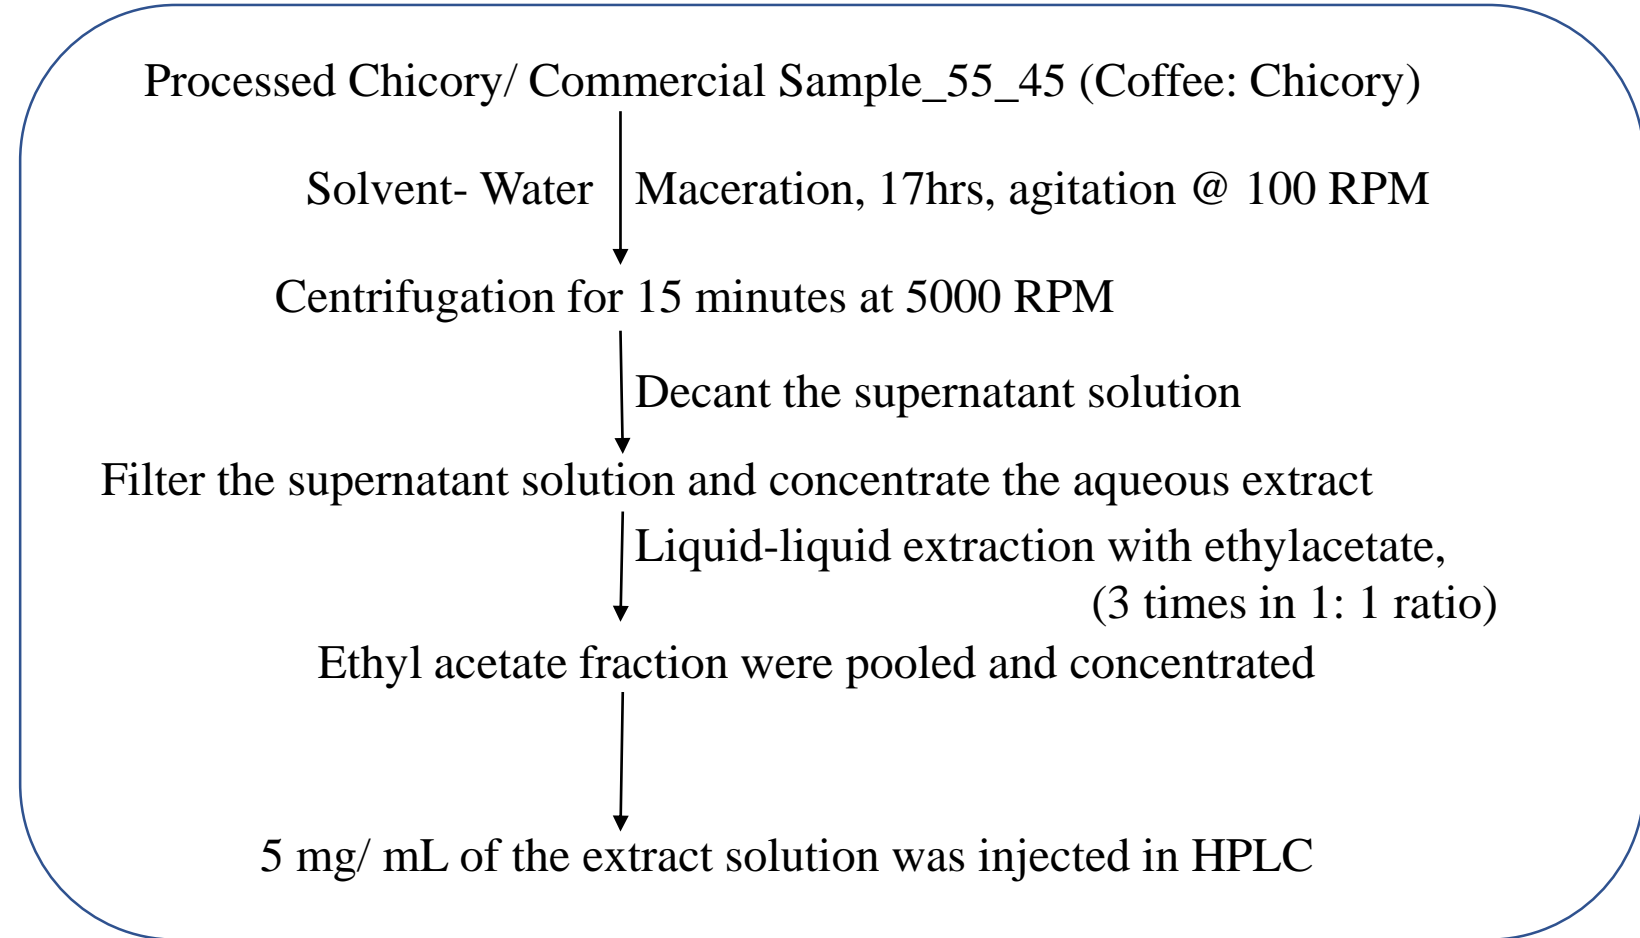 Processed Chicory/ Commercial Sample_55_45 (Coffee: Chicory)
Solvent- Water
Maceration, 17hrs, agitation @ 100 RPM
Centrifugation for 15 minutes at 5000 RPM
Decant the supernatant solution
Filter the supernatant solution and concentrate the aqueous extract
Liquid-liquid extraction with ethylacetate,
(3 times in 1: 1 ratio)
Ethyl acetate fraction were pooled and concentrated
5 mg/ mL of the extract solution was injected in HPLC